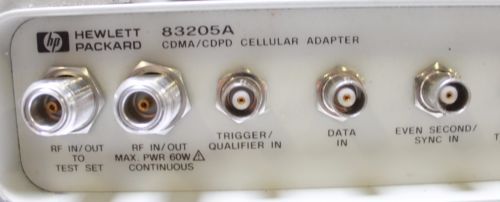 hp HEWLETT PACKARD
83205A
CDMA/CDPD CELLULAR ADAPTER
RF IN/OUT
TO
TEST SET
RF IN/OUT
MAX. PWR 60W
CONTINUOUS
TRIGGER/
QUALIFIER IN
DATA
IN
EVEN SECOND/
SYNC IN
T